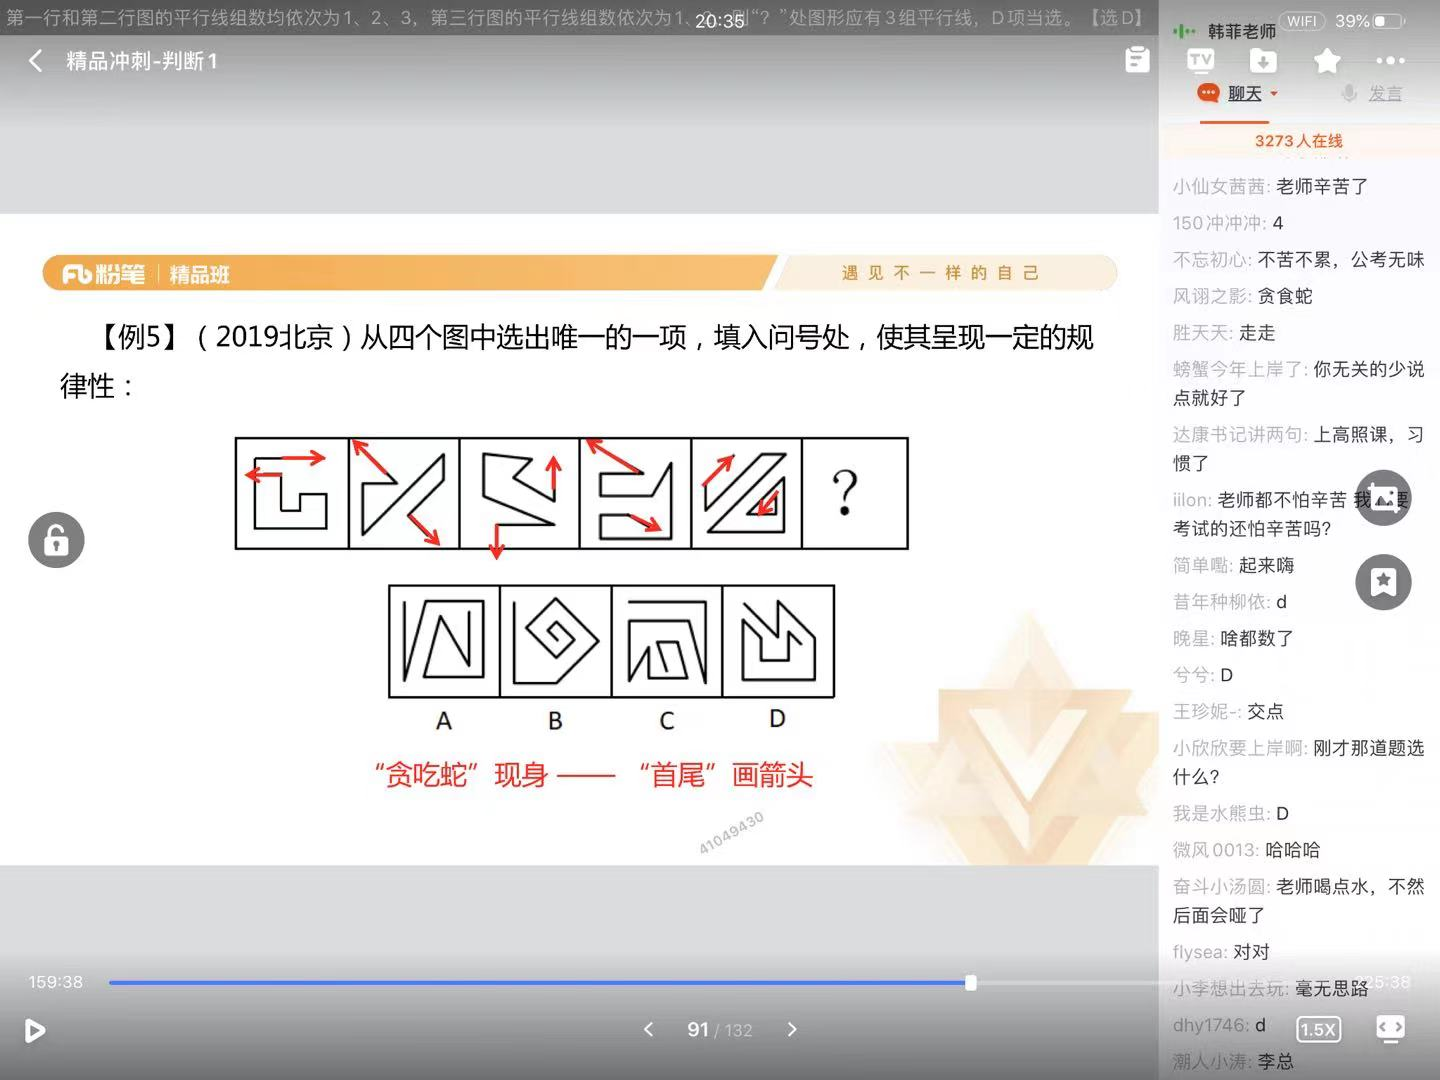 第一行和第二行图的平行线组数均依次为1、2、3，第三行图的平行线组数依次为1、
处图形应有3组平行线，D项当选。【选D】
20:35
韩菲老师
WIFI
39%
精品冲刺-判断1
TV
聊天
发言
3273人在线
小仙女茜茜: 老师辛苦了
150冲冲冲: 4
不忘初心: 不苦不累，公考无味
风诩之影: 贪食蛇
胜天天: 走走
螃蟹今年上岸了: 你无关的少说
点就好了
达康书记讲两句: 上高照课，习
惯了
iilon: 老师都不怕辛苦 我 要
考试的还怕辛苦吗?
简单嘞: 起来嗨
昔年种柳依: d
晚星: 啥都数了
兮兮: D
王珍妮-: 交点
小欣欣要上岸啊: 刚才那道题选
什么?
我是水熊虫: D
微风0013: 哈哈哈
奋斗小汤圆: 老师喝点水，不然
后面会哑了
flysea: 对对
小李想出去玩: 毫无思路
dhy1746: d
潮人小涛: 李总
粉笔 | 精品班
遇见不一样的自己
【例5】（2019北京）从四个图中选出唯一的一项，填入问号处，使其呈现一定的规
律性：
?
A B C D
“贪吃蛇”现身 —— “首尾”画箭头
41049430
159:38
91 / 132
1.5X